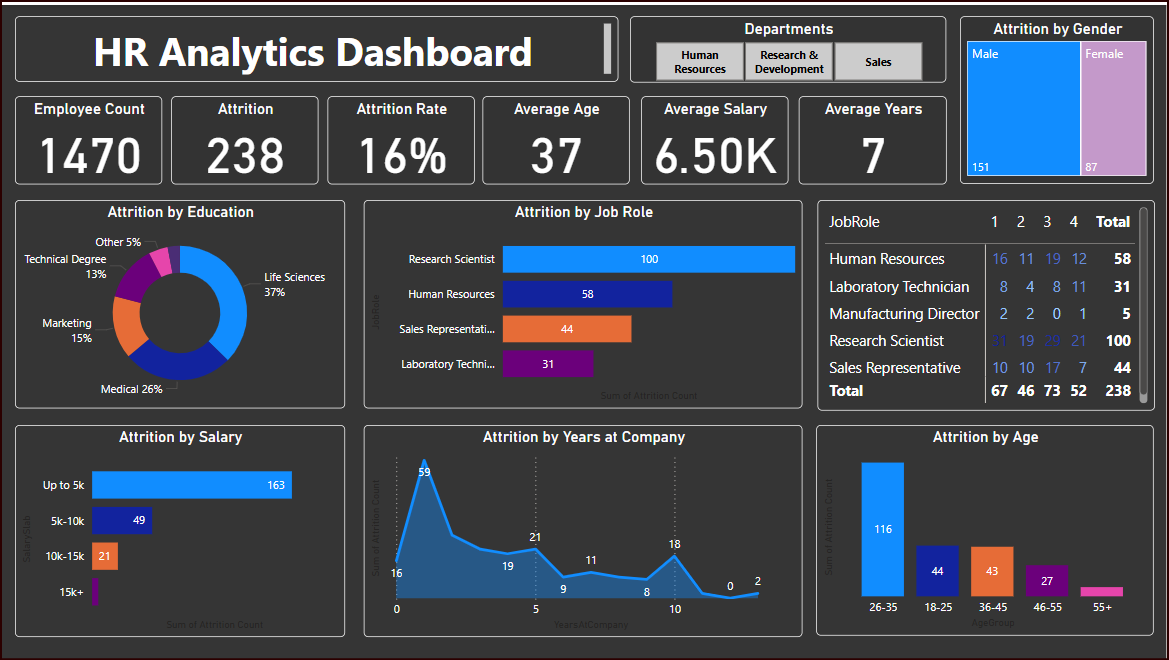 HR Analytics Dashboard
Departments
Human Resources
Research & Development
Sales
Attrition by Gender
Male
Female
151
87
Employee Count
1470
Attrition
238
Attrition Rate
16%
Average Age
37
Average Salary
6.50K
Average Years
7
Attrition by Education
Other 5%
Technical Degree
13%
Life Sciences
37%
Marketing
15%
Medical 26%
Attrition by Job Role
JobRole
Research Scientist
100
Human Resources
58
Sales Representati...
44
Laboratory Techni...
31
Sum of Attrition Count
JobRole 1 2 3 4 Total
Human Resources 16 11 19 12 58
Laboratory Technician 8 4 8 11 31
Manufacturing Director 2 2 0 1 5
Research Scientist 19 21 100
Sales Representative 10 10 17 7 44
Total 67 46 73 52 238
Attrition by Salary
Up to 5k
163
5k-10k
49
10k-15k
21
15k+
Sum of Attrition Count
Attrition by Years at Company
Sum of Attrition Count
59
16
19
21
9
11
8
18
0
2
0 5 10
YearsAtCompany
Attrition by Age
Sum of Attrition Count
116
44
43
27
26-35 18-25 36-45 46-55 55+
AgeGroup